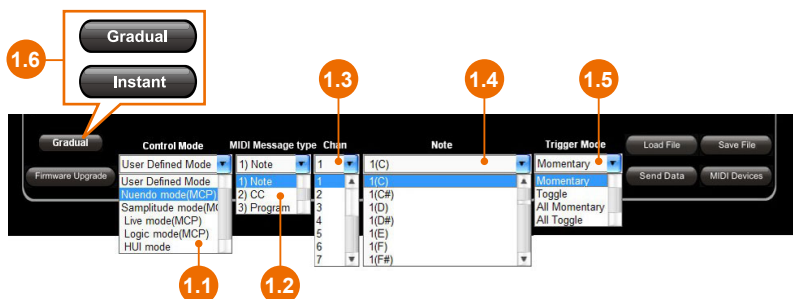 Gradual
Instant
1.6
1.3
1.4
1.5
Gradual
Control Mode
MIDI Message type
Chan
Note
Trigger Mode
Load File
Save File
User Defined Mode
1) Note
1
1(C)
Momentary
Firmware Upgrade
Send Data
MIDI Devices
User Defined Mode
Nuendo mode(MCP)
Samplitude mode(M
Live mode(MCP)
Logic mode(MCP)
HUI mode
1) Note
2) CC
3) Program
1
2
3
4
5
6
7
1(C)
1(C#)
1(D)
1(D#)
1(E)
1(F)
1(F#)
Momentary
Toggle
All Momentary
All Toggle
1.1
1.2